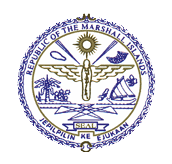 REPUBLIC OF THE MARSHALL ISLANDS
SEAL
JEPILPILIN KE EJUKAAN